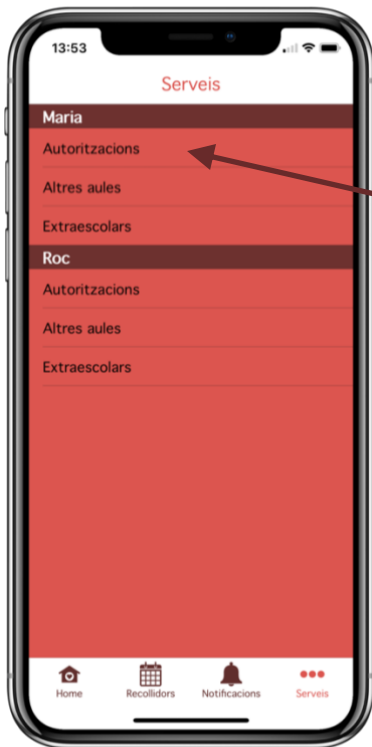 13:53
Serveis
Maria
Autoritzacions
Altres aules
Extraescolars
Roc
Autoritzacions
Altres aules
Extraescolars
Home Recollidors Notificacions Serveis